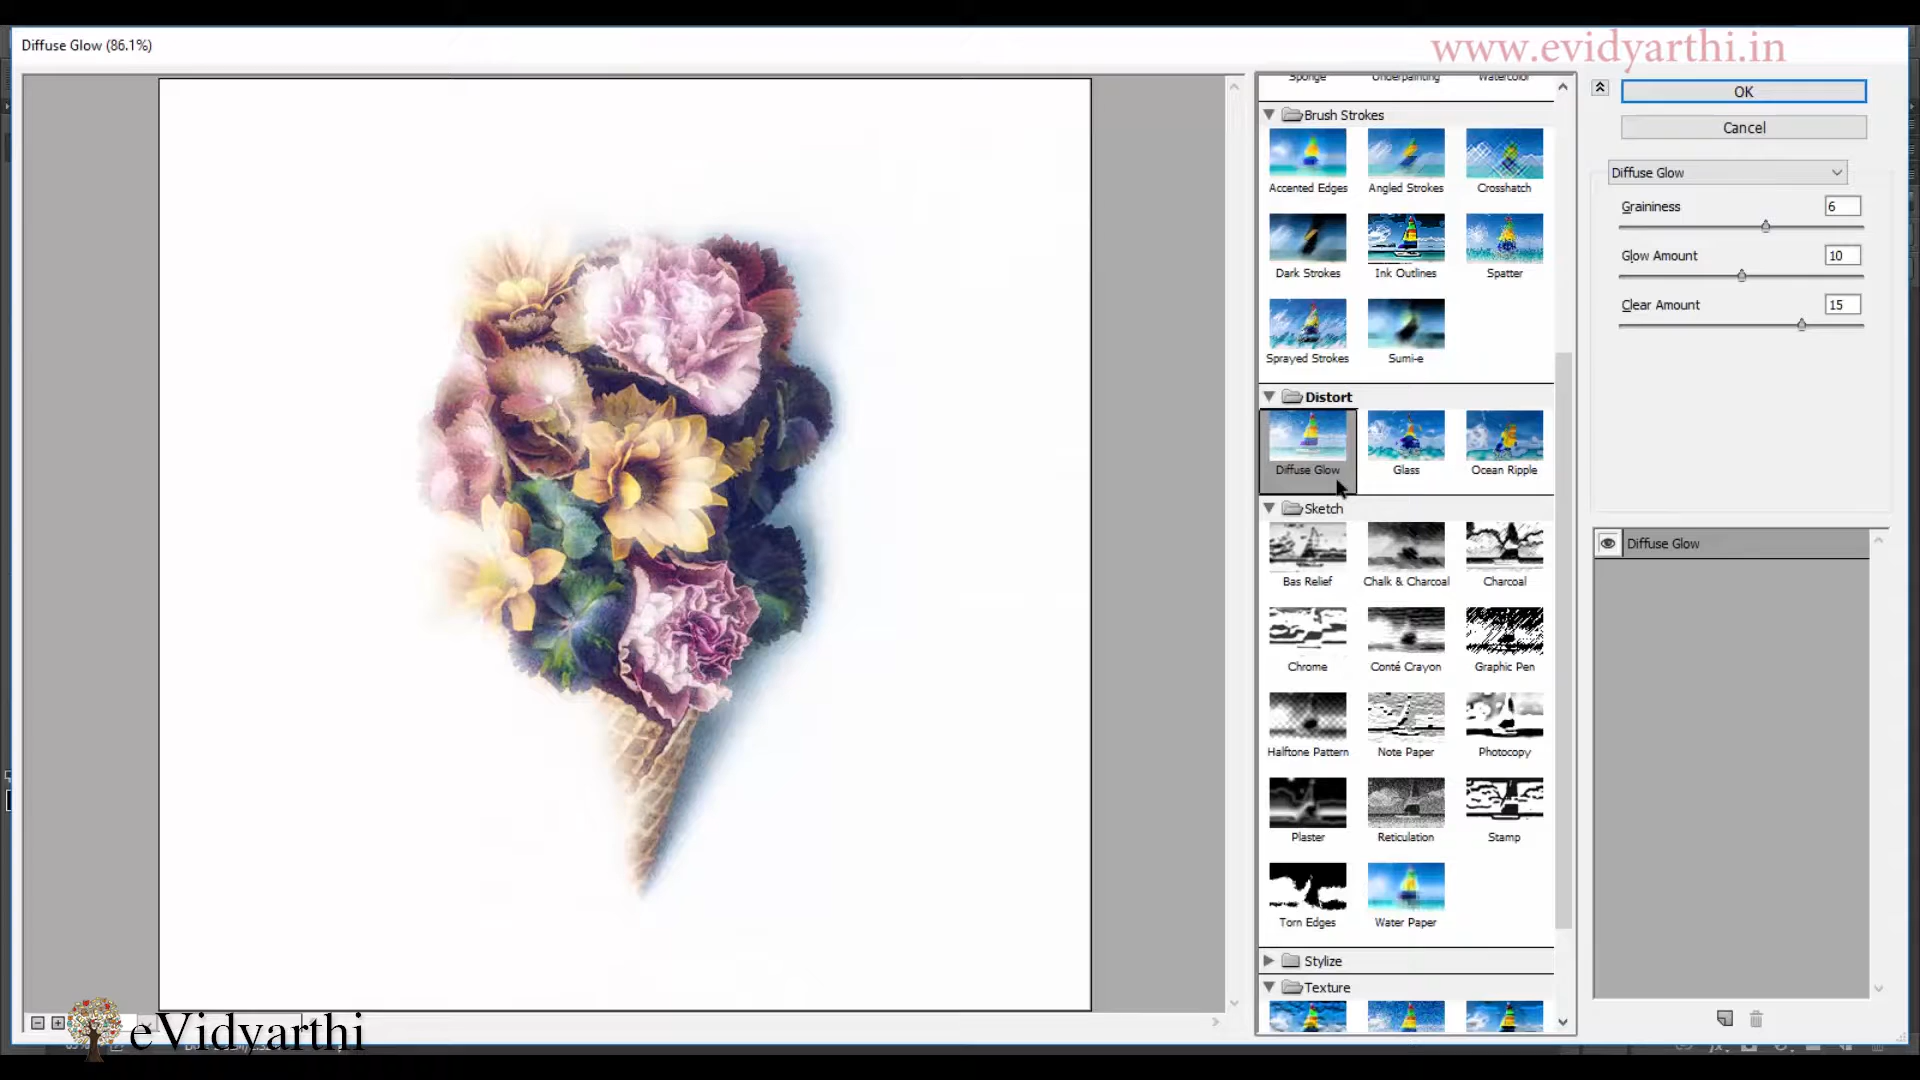 Diffuse Glow (86.1%)
www.evidyarthi.in
Sponge Underpainting Watercolor
OK
Cancel
Brush Strokes
Accented Edges Angled Strokes Crosshatch
Dark Strokes Ink Outlines Spatter
Sprayed Strokes Sumi-e
Diffuse Glow
Graininess 6
Glow Amount 10
Clear Amount 15
Distort
Diffuse Glow Glass Ocean Ripple
Sketch
Bas Relief Chalk & Charcoal Charcoal
Chrome Conté Crayon Graphic Pen
Halftone Pattern Note Paper Photocopy
Plaster Reticulation Stamp
Torn Edges Water Paper
Stylize
Texture
Diffuse Glow
eVidyarthi